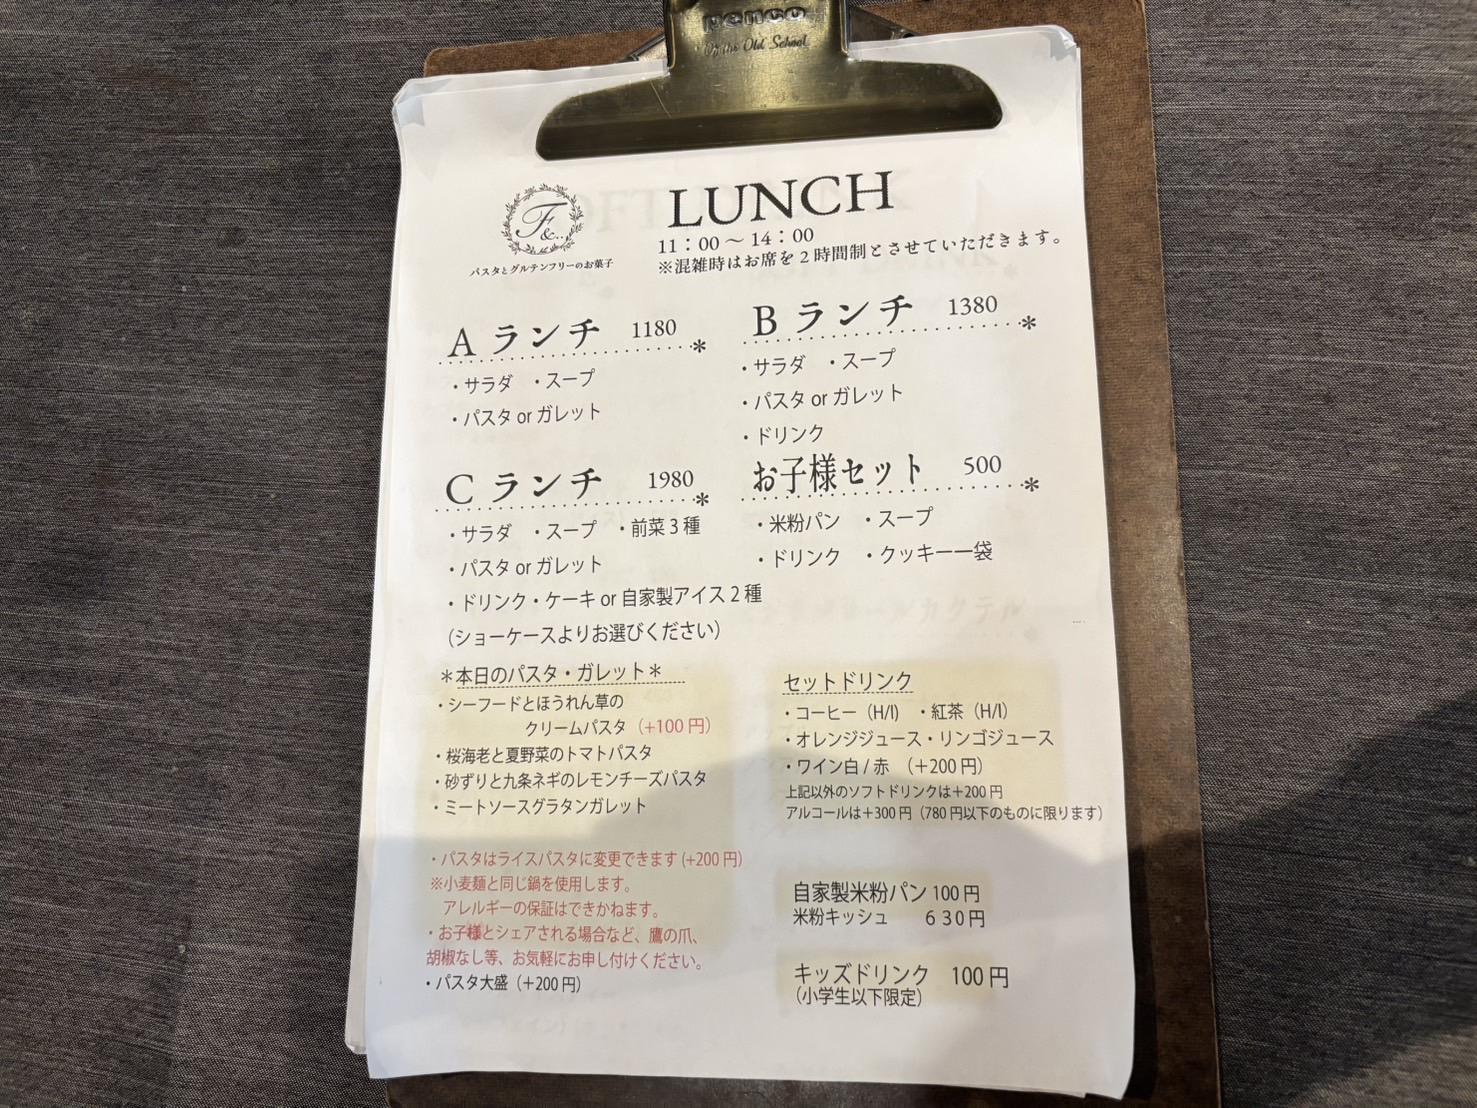 penco
Of the Old School
F
&..
パスタとグルテンフリーのお菓子
LUNCH
11：00 ～ 14：00
※混雑時はお席を2時間制とさせていただきます。
A ランチ 1180
・サラダ ・スープ
・パスタ or ガレット
B ランチ 1380
・サラダ ・スープ
・パスタ or ガレット
・ドリンク
C ランチ 1980
・サラダ ・スープ ・前菜3種
・パスタ or ガレット
・ドリンク・ケーキ or 自家製アイス2種
（ショーケースよりお選びください）
お子様セット 500
・米粉パン ・スープ
・ドリンク ・クッキー一袋
＊本日のパスタ・ガレット＊
・シーフードとほうれん草の
クリームパスタ（+100円）
・桜海老と夏野菜のトマトパスタ
・砂ずりと九条ネギのレモンチーズパスタ
・ミートソースグラタンガレット
・パスタはライスパスタに変更できます(+200円)
※小麦麺と同じ鍋を使用します。
アレルギーの保証はできかねます。
・お子様とシェアされる場合など、鷹の爪、
胡椒なし等、お気軽にお申し付けください。
・パスタ大盛（＋200円）
セットドリンク
・コーヒー（H/I） ・紅茶（H/I）
・オレンジジュース・リンゴジュース
・ワイン白 / 赤 （＋200円）
上記以外のソフトドリンクは＋200円
アルコールは＋300円（780円以下のものに限ります）
自家製米粉パン 100円
米粉キッシュ 630円
キッズドリンク 100円
（小学生以下限定）